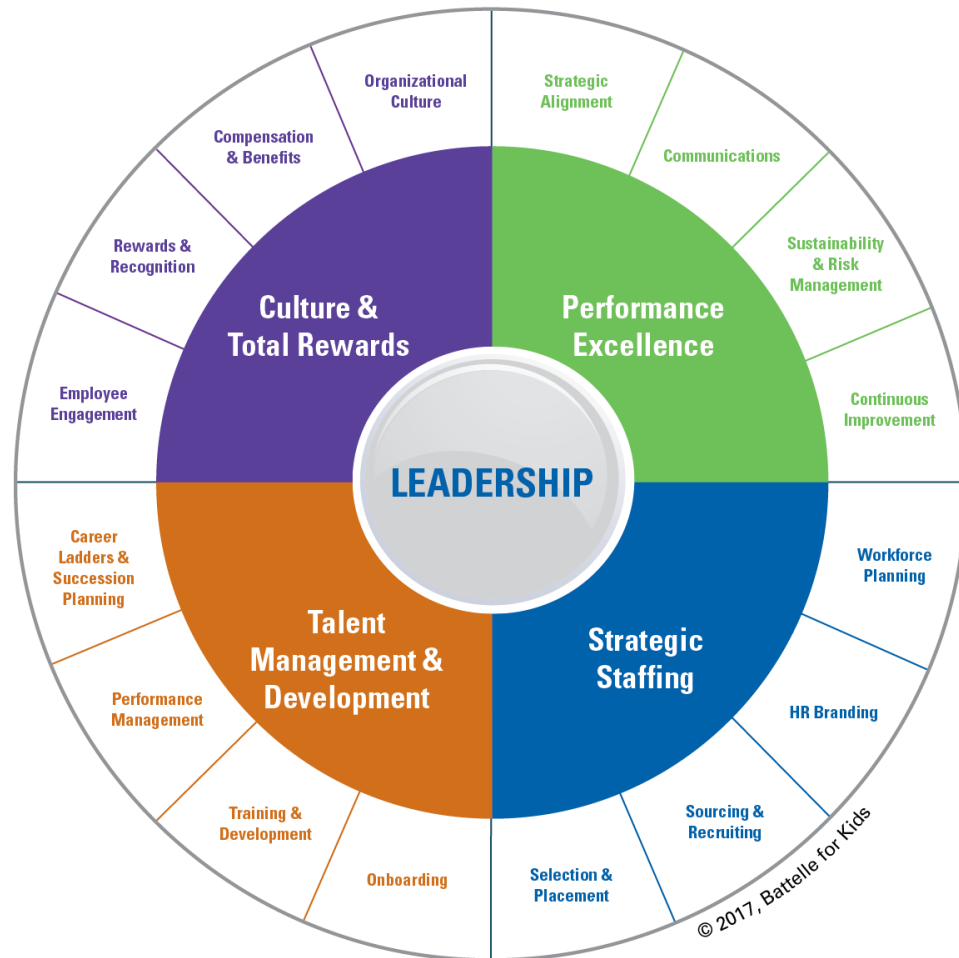 Organizational
Culture
Strategic
Alignment
Compensation
& Benefits
Communications
Rewards &
Recognition
Sustainability
& Risk
Management
Culture &
Total Rewards
Performance
Excellence
Employee
Engagement
Continuous
Improvement
LEADERSHIP
Career
Ladders &
Succession
Planning
Workforce
Planning
Talent
Management &
Development
Strategic
Staffing
Performance
Management
HR Branding
Training &
Development
Sourcing &
Recruiting
Onboarding
Selection &
Placement
© 2017, Battelle for Kids